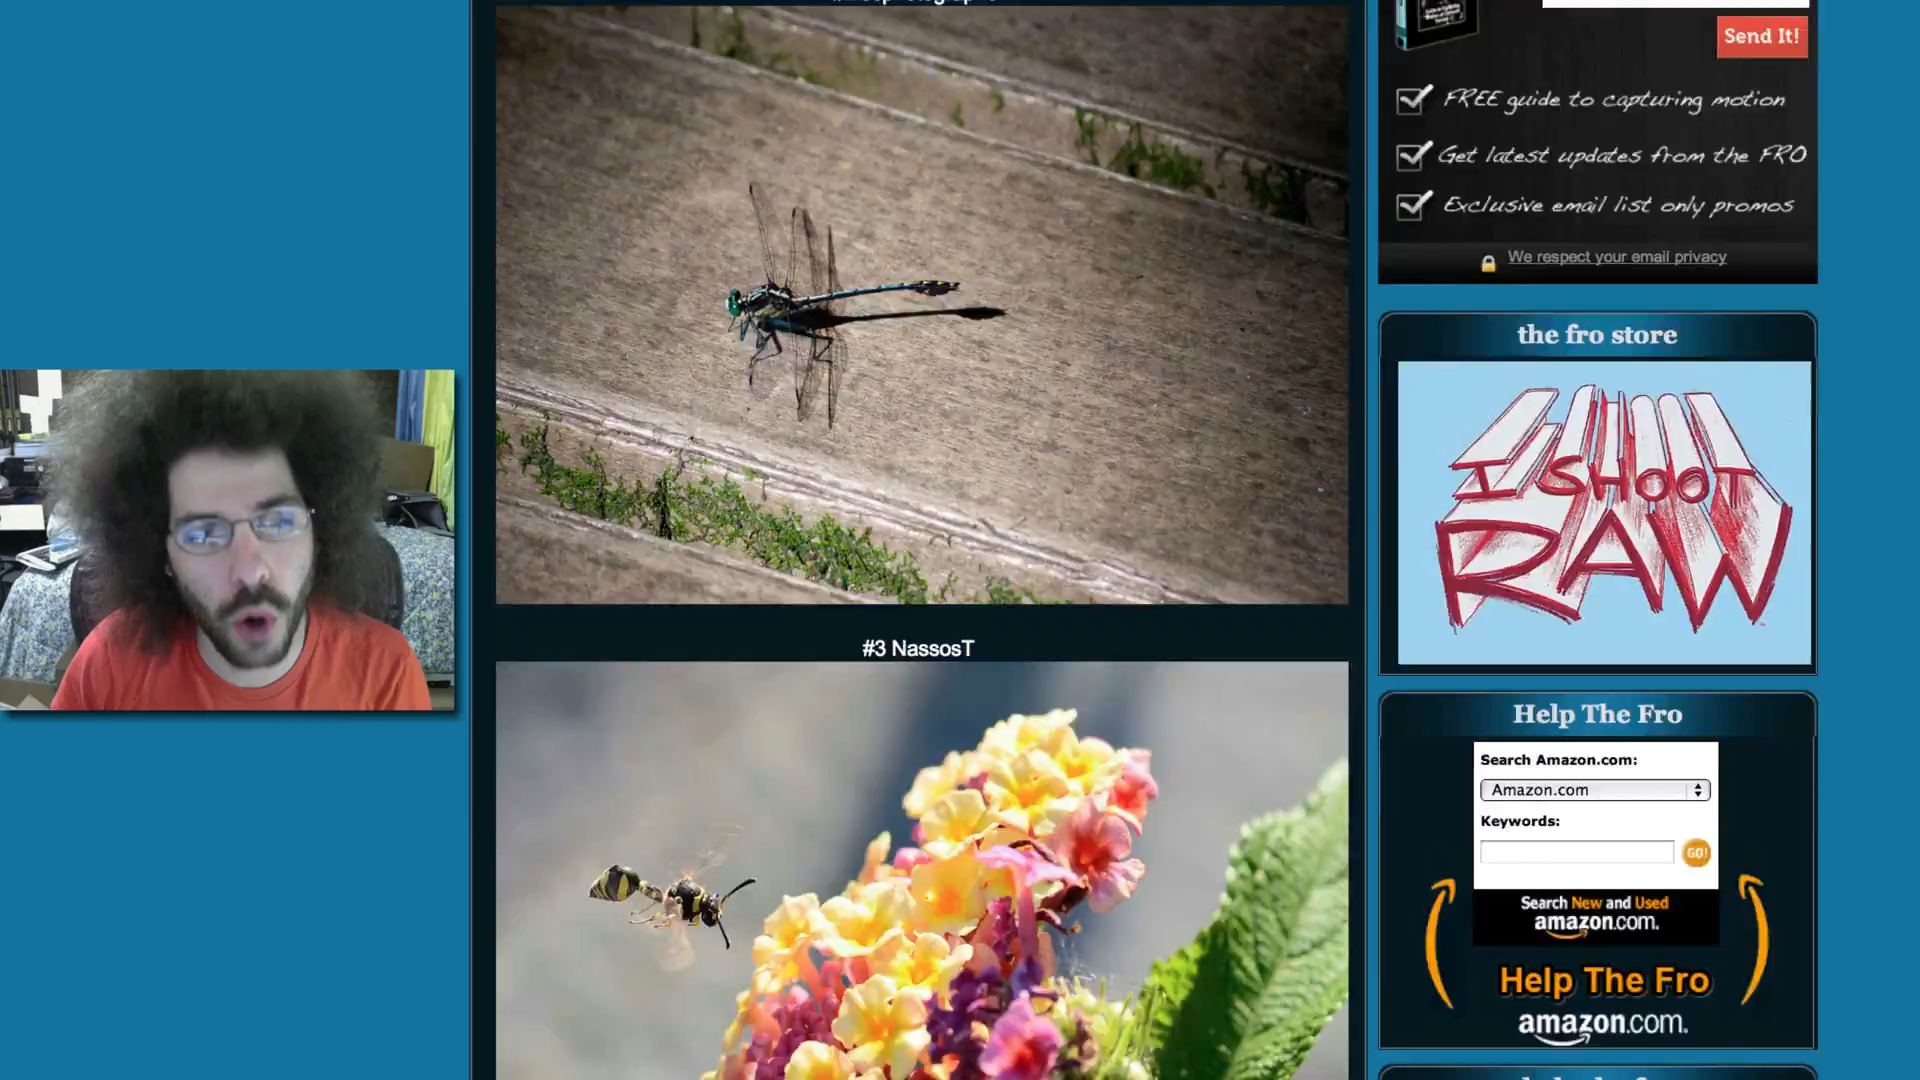 Send It!
FREE guide to capturing motion
Get latest updates from the FRO
Exclusive email list only promos
We respect your email privacy
the fro store
I SHOOT
RAW
#3 NassosT
Help The Fro
Search Amazon.com:
Amazon.com
Keywords:
GO!
Search New and Used
amazon.com.
Help The Fro
amazon.com.